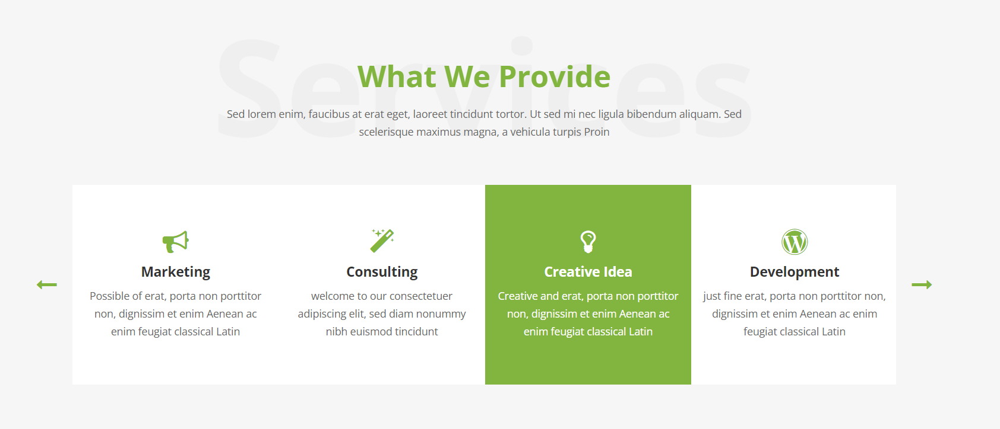 Services
What We Provide
Sed lorem enim, faucibus at erat eget, laoreet tincidunt tortor. Ut sed mi nec ligula bibendum aliquam. Sed
scelerisque maximus magna, a vehicula turpis Proin
Marketing
Possible of erat, porta non porttitor
non, dignissim et enim Aenean ac
enim feugiat classical Latin
Consulting
welcome to our consectetuer
adipiscing elit, sed diam nonummy
nibh euismod tincidunt
Creative Idea
Creative and erat, porta non porttitor
non, dignissim et enim Aenean ac
enim feugiat classical Latin
Development
just fine erat, porta non porttitor non,
dignissim et enim Aenean ac enim
feugiat classical Latin